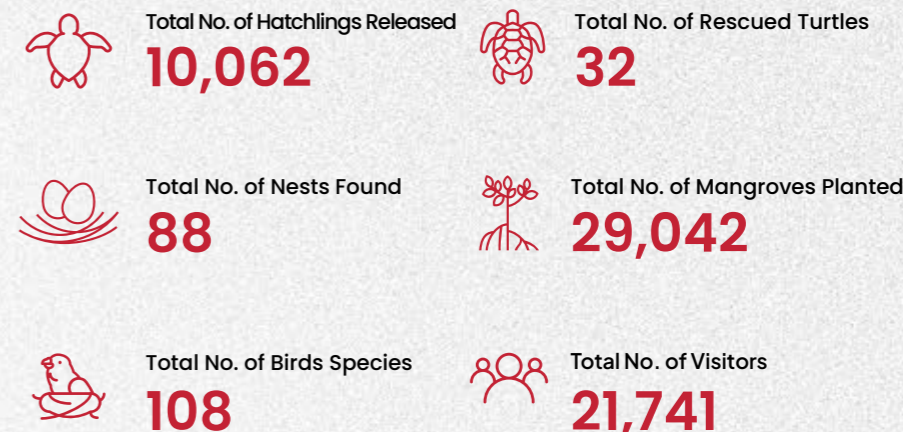 Total No. of Hatchlings Released
10,062
Total No. of Rescued Turtles
32
Total No. of Nests Found
88
Total No. of Mangroves Planted
29,042
Total No. of Birds Species
108
Total No. of Visitors
21,741